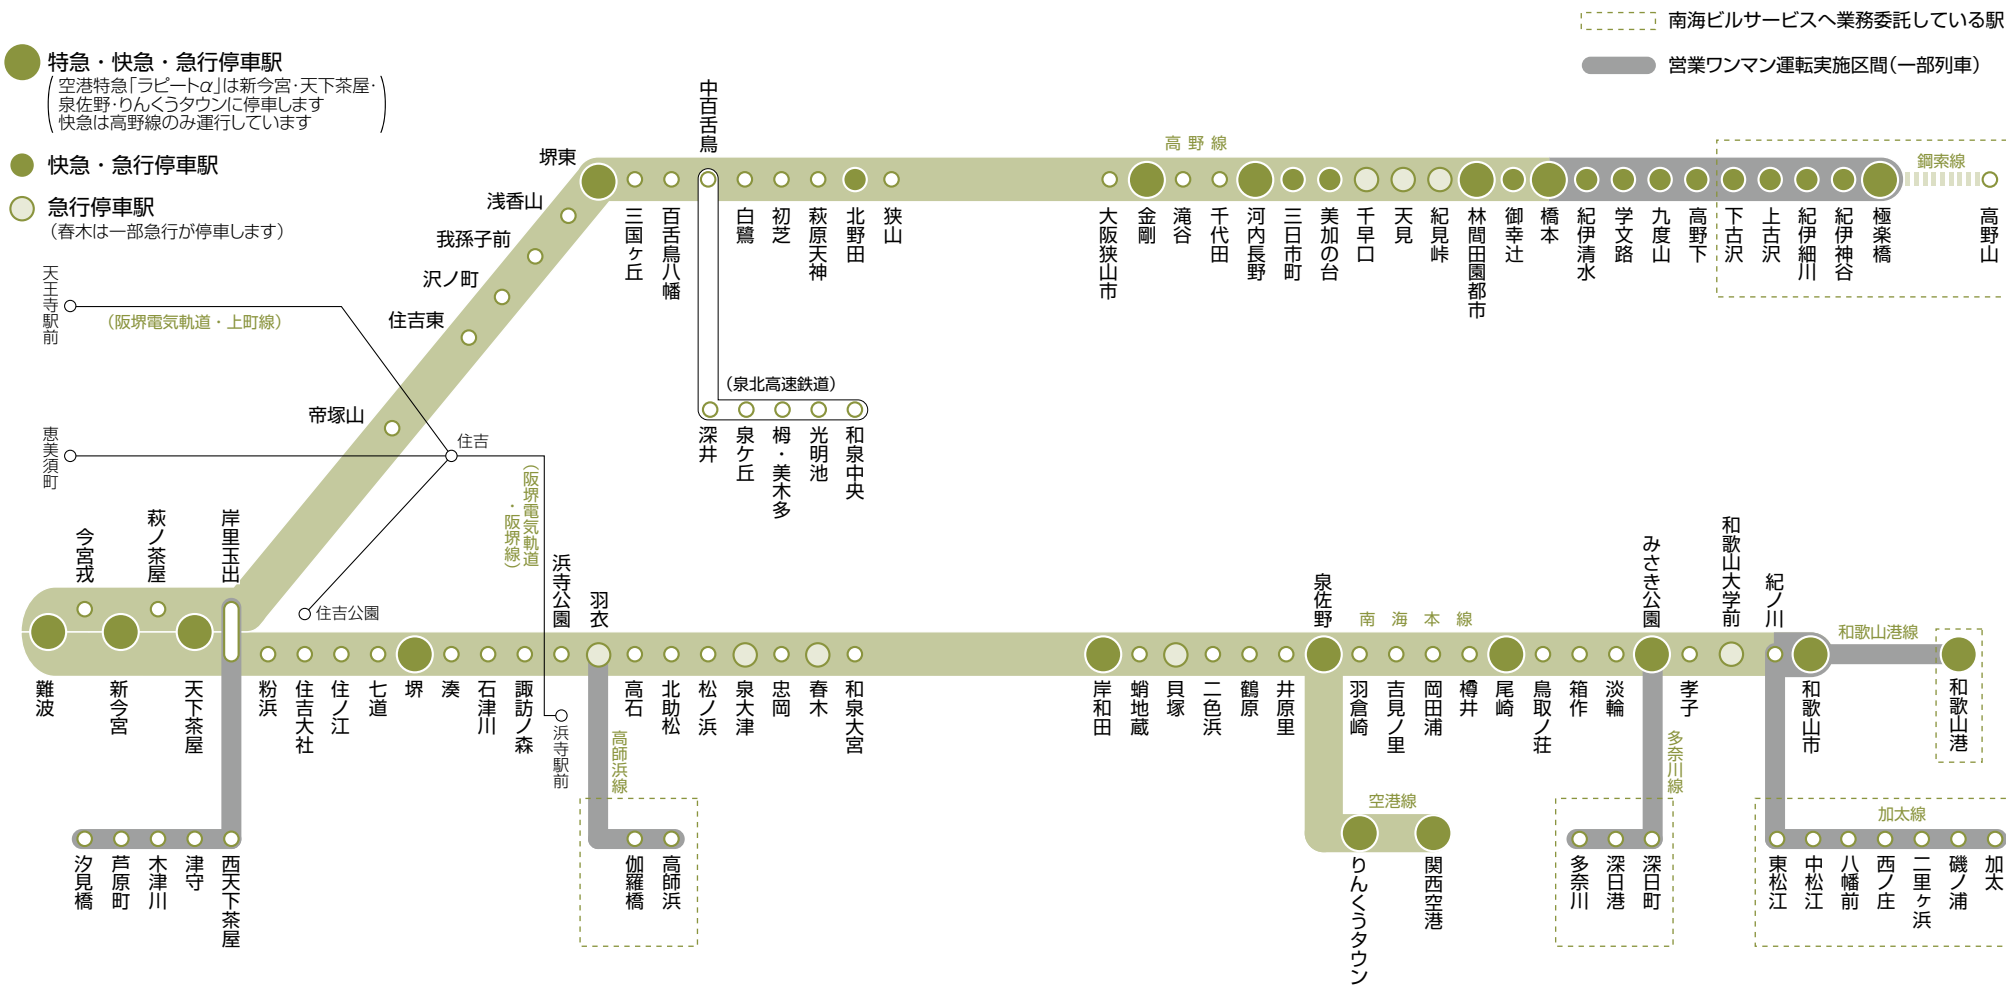 特急・快急・急行停車駅
空港特急「ラピートα」は新今宮・天下茶屋・
泉佐野・りんくうタウンに停車します
快急は高野線のみ運行しています
快急・急行停車駅
急行停車駅
（春木は一部急行が停車します）
南海ビルサービスへ業務委託している駅
営業ワンマン運転実施区間（一部列車）
高野線
鋼索線
堺東
浅香山
我孫子前
沢ノ町
住吉東
帝塚山
中百舌鳥
三国ヶ丘
百舌鳥八幡
白鷺
初芝
萩原天神
北野田
狭山
大阪狭山市
金剛
滝谷
千代田
河内長野
三日市町
美加の台
千早口
天見
紀見峠
林間田園都市
御幸辻
橋本
紀伊清水
学文路
九度山
高野下
下古沢
上古沢
紀伊細川
紀伊神谷
極楽橋
高野山
（泉北高速鉄道）
深井
泉ケ丘
栂・美木多
光明池
和泉中央
天王寺駅前
（阪堺電気軌道・上町線）
恵美須町
住吉
（阪堺電気軌道
・阪堺線）
住吉公園
浜寺駅前
今宮戎
萩ノ茶屋
岸里玉出
難波
新今宮
天下茶屋
粉浜
住吉大社
住ノ江
七道
堺
湊
石津川
諏訪ノ森
浜寺公園
羽衣
高石
北助松
松ノ浜
泉大津
忠岡
春木
和泉大宮
岸和田
蛸地蔵
貝塚
二色浜
鶴原
井原里
泉佐野
南海本線
羽倉崎
吉見ノ里
岡田浦
樽井
尾崎
鳥取ノ荘
箱作
淡輪
みさき公園
孝子
和歌山大学前
紀ノ川
和歌山市
和歌山港線
和歌山港
汐見橋
芦原町
木津川
津守
西天下茶屋
高師浜線
伽羅橋
高師浜
空港線
りんくうタウン
関西空港
多奈川線
多奈川
深日港
深日町
加太線
東松江
中松江
八幡前
西ノ庄
二里ヶ浜
磯ノ浦
加太